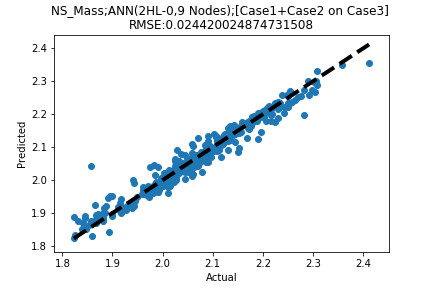 NS_Mass;ANN(2HL-0,9 Nodes);[Case1+Case2 on Case3]
RMSE:0.024420024874731508
2.4
2.3
2.2
2.1
2.0
1.9
1.8
Predicted
1.8 1.9 2.0 2.1 2.2 2.3 2.4
Actual